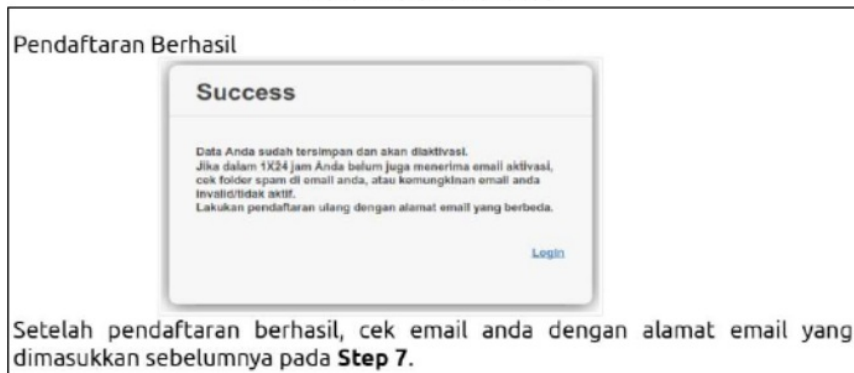 Pendaftaran Berhasil
Success
Data Anda sudah tersimpan dan akan diaktivasi.
Jika dalam 1X24 jam Anda belum juga menerima email aktivasi,
cek folder spam di email anda, atau kemungkinan email anda
invalid/tidak aktif.
Lakukan pendaftaran ulang dengan alamat email yang berbeda.
Login
Setelah pendaftaran berhasil, cek email anda dengan alamat email yang
dimasukkan sebelumnya pada Step 7.